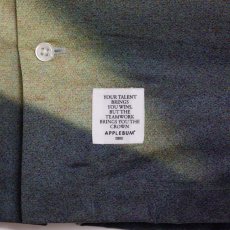 YOUR TALENT
BRINGS
YOU WINS,
BUT THE
TEAMWORK
BRINGS YOU THE
CROWN.
APPLEBUM